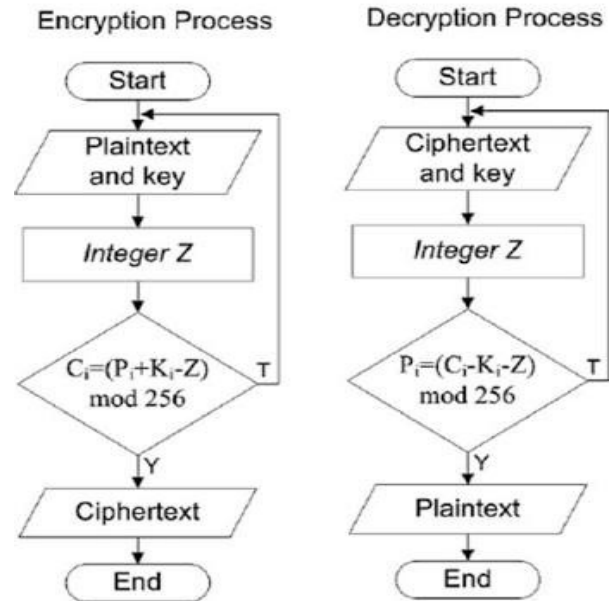 Encryption Process
Start
Plaintext
and key
Integer Z
Cᵢ=(Pᵢ+Kᵢ-Z)
mod 256
T
Y
Ciphertext
End
Decryption Process
Start
Ciphertext
and key
Integer Z
Pᵢ=(Cᵢ-Kᵢ-Z)
mod 256
T
Y
Plaintext
End